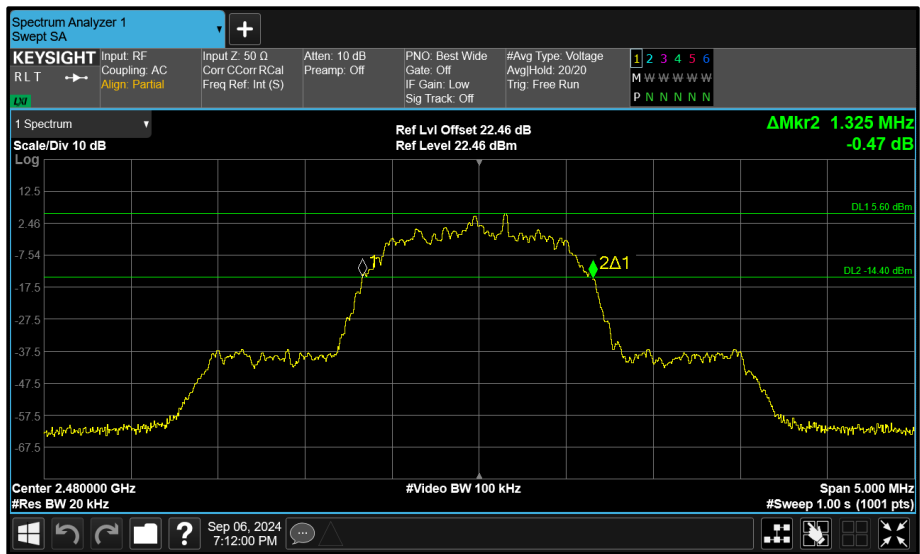 Spectrum Analyzer 1
Swept SA
+
KEYSIGHT
RLT
LXI
Input: RF
Coupling: AC
Align: Partial
Input Z: 50 Ω
Corr CCorr RCal
Freq Ref: Int (S)
Atten: 10 dB
Preamp: Off
PNO: Best Wide
Gate: Off
IF Gain: Low
Sig Track: Off
#Avg Type: Voltage
Avg|Hold: 20/20
Trig: Free Run
1 2 3 4 5 6
M W W W W W
P N N N N N
1 Spectrum
Scale/Div 10 dB
Ref Lvl Offset 22.46 dB
Ref Level 22.46 dBm
ΔMkr2 1.325 MHz
-0.47 dB
Log
12.5
2.46
-7.54
-17.5
-27.5
-37.5
-47.5
-57.5
-67.5
DL1 5.60 dBm
1
2Δ1
DL2 -14.40 dBm
Center 2.480000 GHz
#Res BW 20 kHz
#Video BW 100 kHz
Span 5.000 MHz
#Sweep 1.00 s (1001 pts)
?
Sep 06, 2024
7:12:00 PM